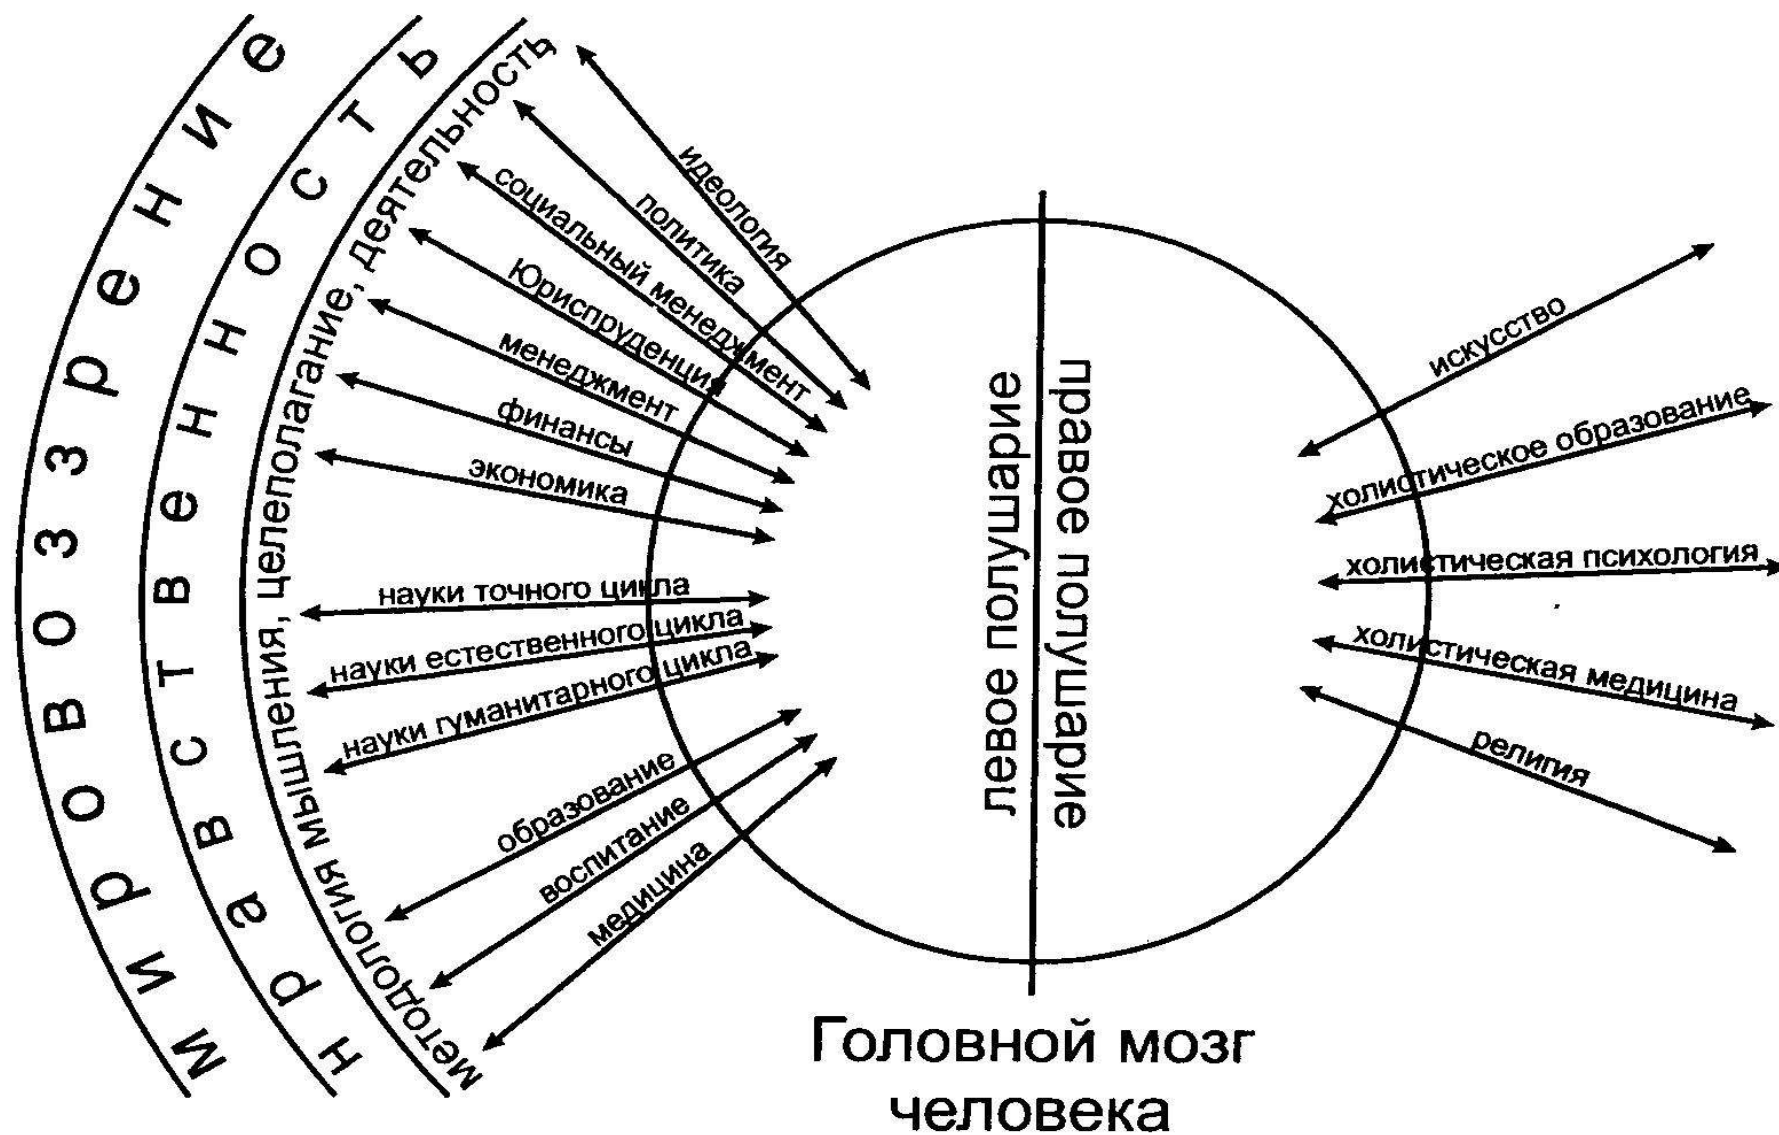 Мировоззрение
нравственность
методология мышления, целеполагание, деятельность
идеология
политика
социальный менеджмент
Юриспруденция
менеджмент
финансы
экономика
науки точного цикла
науки естественного цикла
науки гуманитарного цикла
образование
воспитание
медицина
левое полушарие
правое полушарие
искусство
холистическое образование
холистическая психология
холистическая медицина
религия
Головной мозг
человека